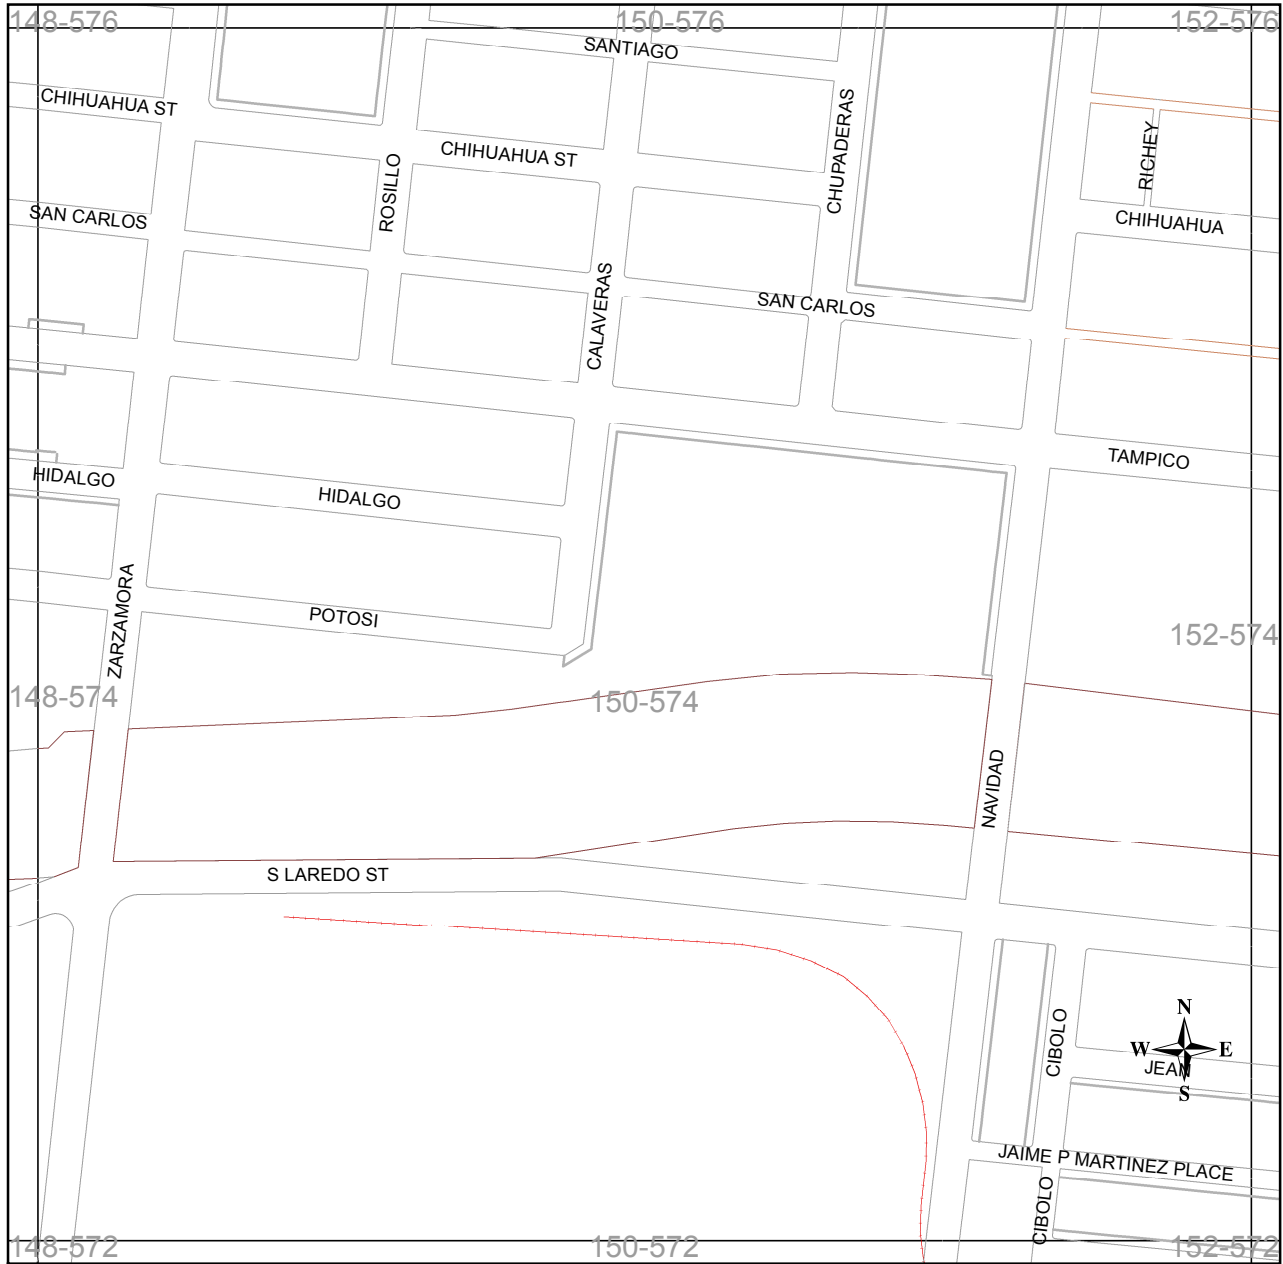 148-576
150-576
152-576
SANTIAGO
CHIHUAHUA ST
CHUPADERAS
RICHEY
CHIHUAHUA ST
ROSILLO
SAN CARLOS
CHIHUAHUA
CALAVERAS
SAN CARLOS
TAMPICO
HIDALGO
HIDALGO
ZARZAMORA
POTOSI
152-574
148-574
150-574
NAVIDAD
S LAREDO ST
N
W
E
S
CIBOLO
JEAN
JAIME P MARTINEZ PLACE
CIBOLO
148-572
150-572
152-572